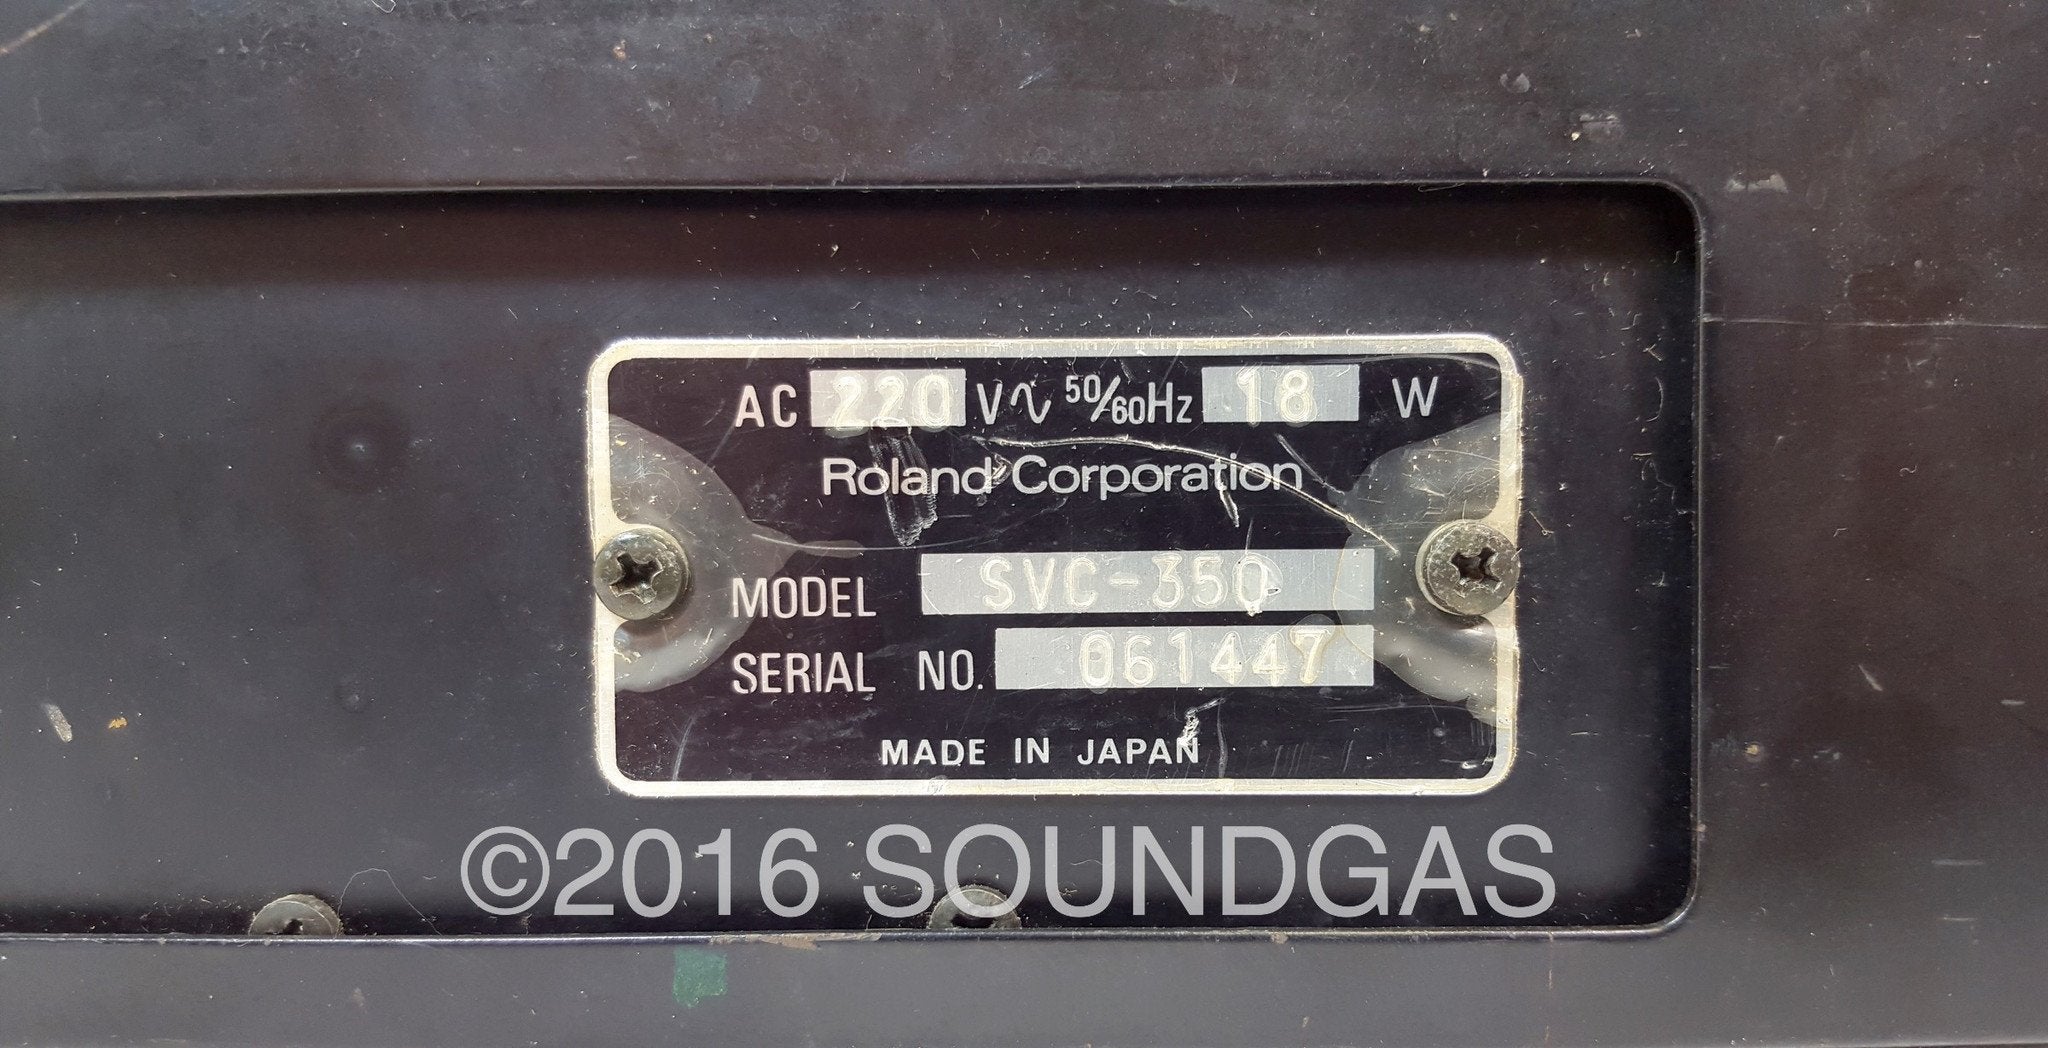 AC 220 V∿ 50/60Hz 18 W
Roland Corporation
MODEL SVC-350
SERIAL NO. 061447
MADE IN JAPAN
©2016 SOUNDGAS